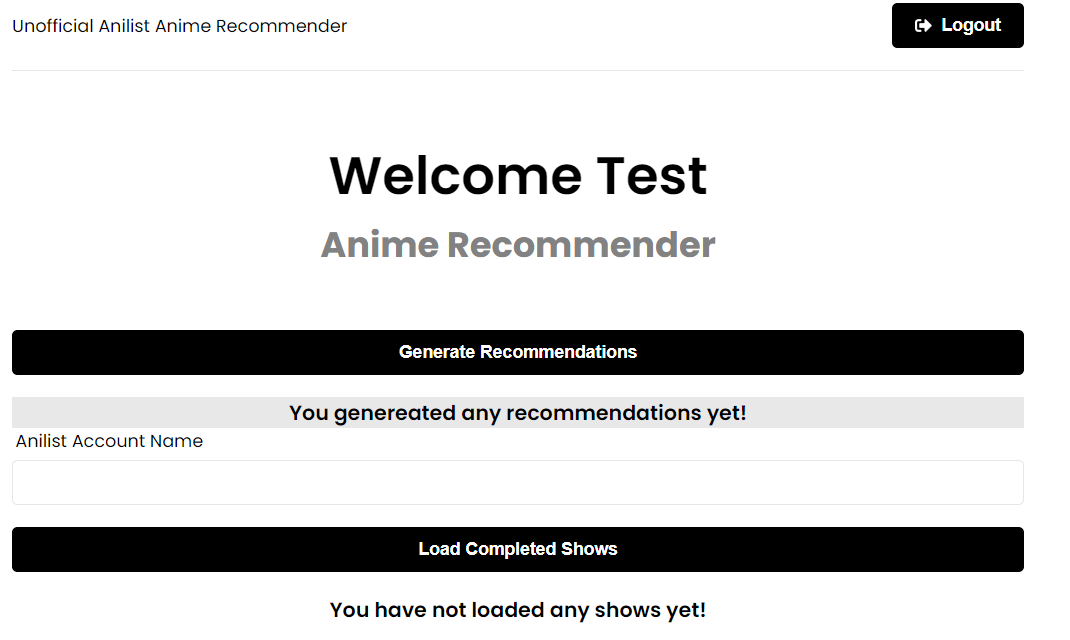 Unofficial Anilist Anime Recommender
Logout
Welcome Test
Anime Recommender
Generate Recommendations
You genereated any recommendations yet!
Anilist Account Name
Load Completed Shows
You have not loaded any shows yet!